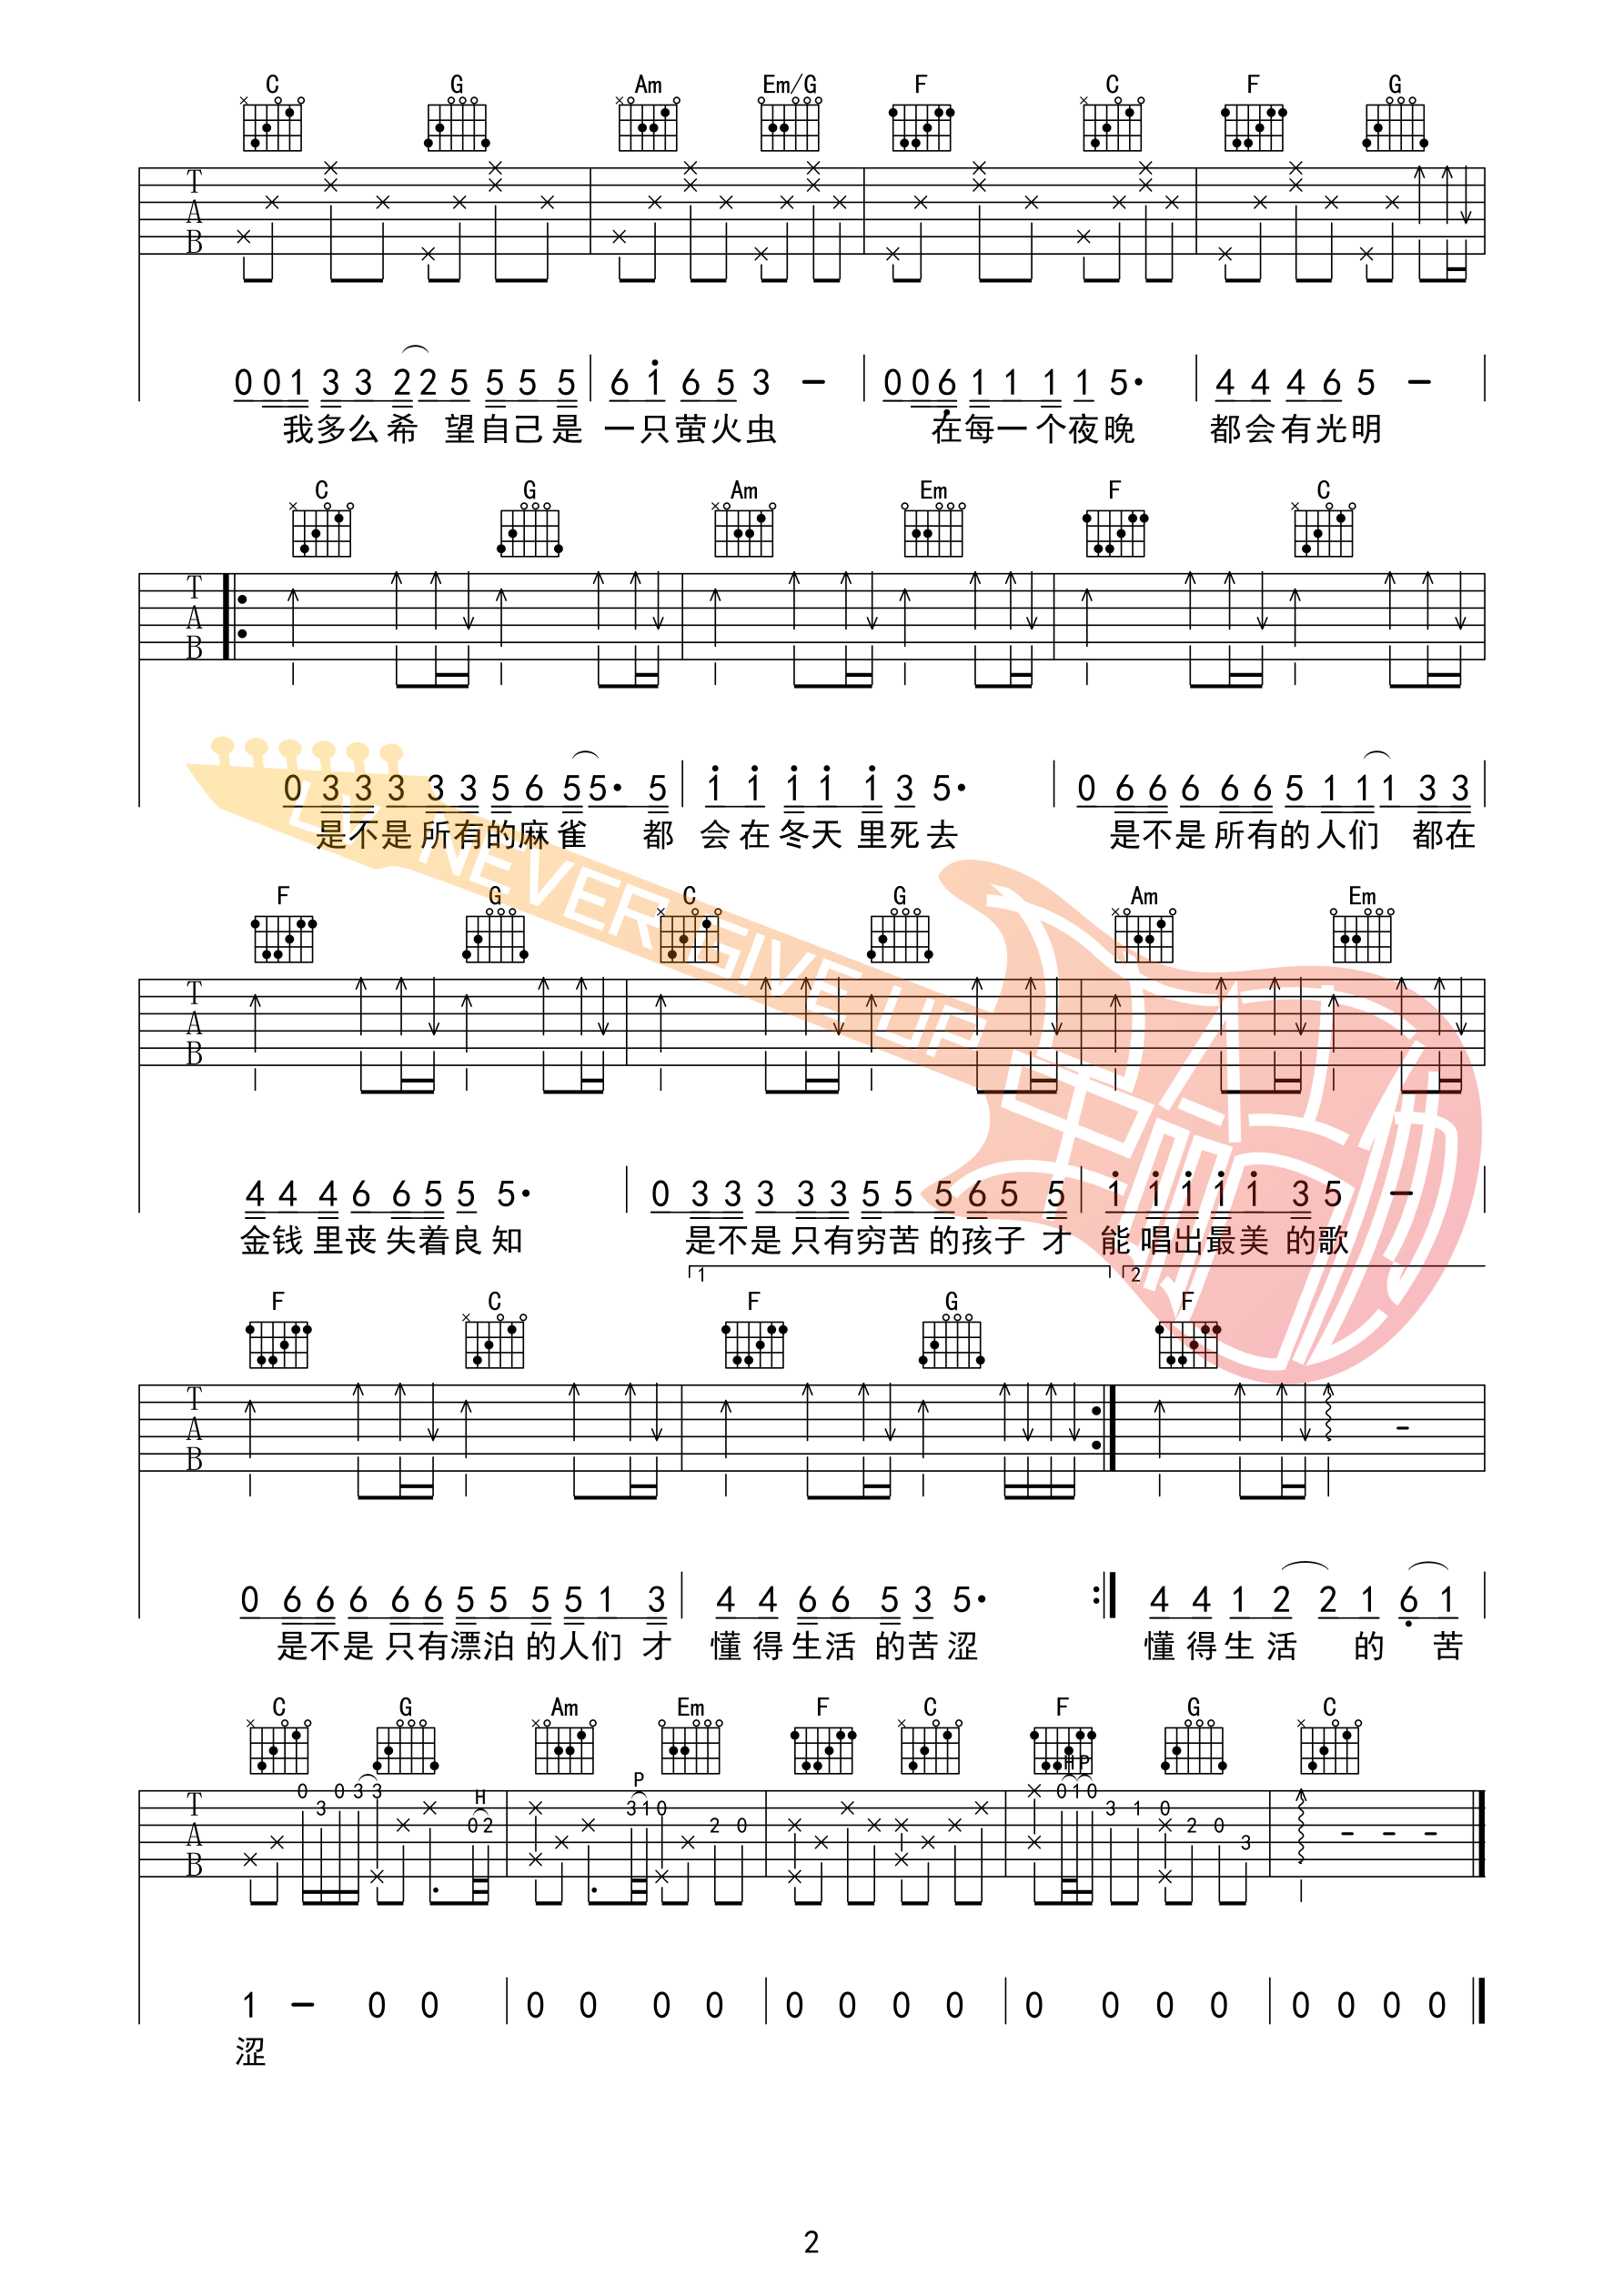 C G Am Em/G F C F G
T A B
0 0 1 3 3 2 2 5 5 5 5 6 1 6 5 3 – 0 0 6 1 1 1 1 5· 4 4 4 6 5 –
我多么希 望自己是 一只萤火虫 在每一个夜晚 都会有光明
C G Am Em F C
T A B
0 3 3 3 3 3 5 6 5 5· 5 1 1 1 1 1 3 5· 0 6 6 6 6 6 5 1 1 1 3 3
是不是所有的麻雀 都 会在冬天里死去 是不是所有的人们 都在
F G C G Am Em
T A B
4 4 4 6 6 5 5 5· 0 3 3 3 3 3 5 5 5 6 5 5 1 1 1 1 1 3 5 –
金钱里丧失着良知 是不是只有穷苦的孩子 才 能唱出最美的歌
1 2
F C F G F
T A B
–
0 6 6 6 6 6 5 5 5 5 1 3 4 4 6 6 5 3 5· 4 4 1 2 2 1 6 1
是不是只有漂泊的人们 才 懂得生活的苦涩 懂得生活 的 苦
C G Am Em F C F G C
H P
0 3 0 3 3 H 0 2 P 3 1 0 2 0 0 1 0 3 1 0 2 0 3
T A B
– – –
1 – 0 0 0 0 0 0 0 0 0 0 0 0 0 0 0 0 0 0
涩
LV NEVER GIVE UP
2